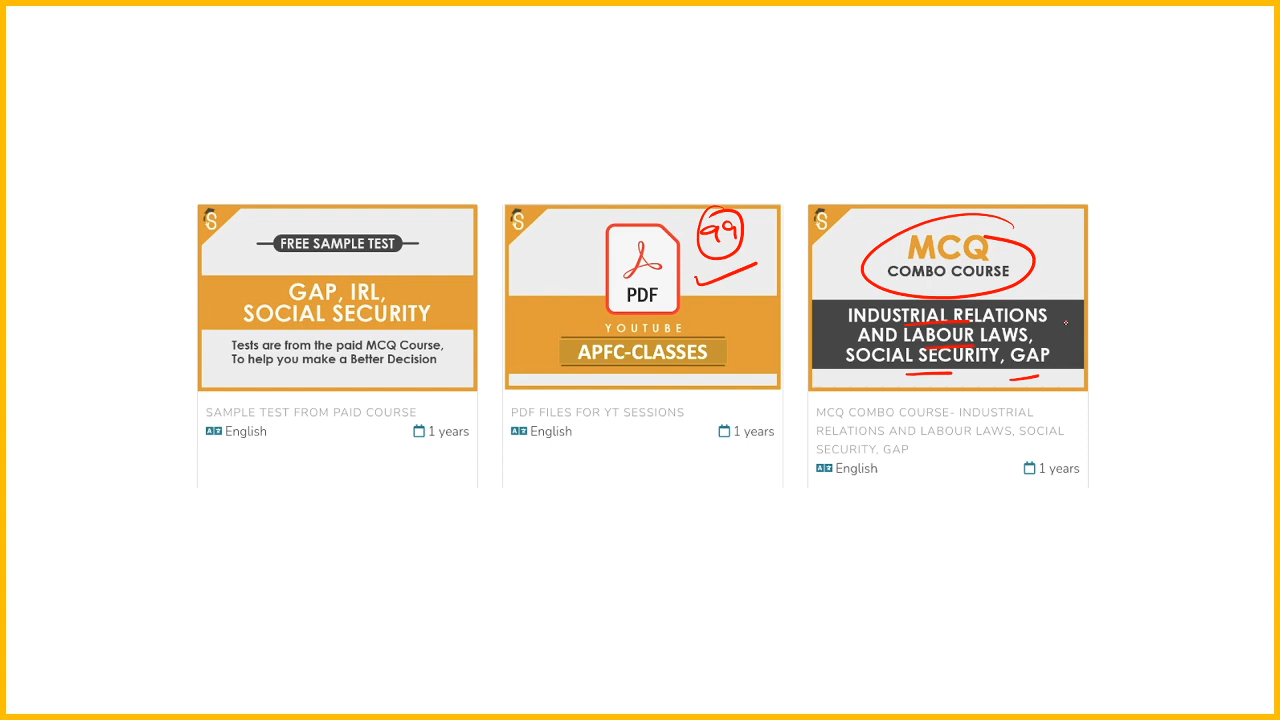 FREE SAMPLE TEST
GAP, IRL,
SOCIAL SECURITY
Tests are from the paid MCQ Course,
To help you make a Better Decision
SAMPLE TEST FROM PAID COURSE
English
1 years
99
PDF
YOUTUBE
APFC-CLASSES
PDF FILES FOR YT SESSIONS
English
1 years
MCQ
COMBO COURSE
INDUSTRIAL RELATIONS
AND LABOUR LAWS,
SOCIAL SECURITY, GAP
MCQ COMBO COURSE- INDUSTRIAL
RELATIONS AND LABOUR LAWS, SOCIAL
SECURITY, GAP
English
1 years